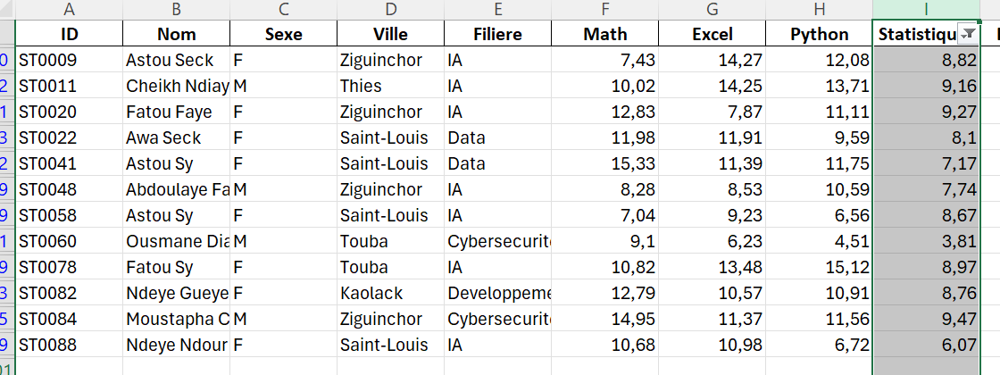 A B C D E F G H I
ID Nom Sexe Ville Filiere Math Excel Python Statistiqu
0 ST0009 Astou Seck F Ziguinchor IA 7,43 14,27 12,08 8,82
2 ST0011 Cheikh Ndiay M Thies IA 10,02 14,25 13,71 9,16
1 ST0020 Fatou Faye F Ziguinchor IA 12,83 7,87 11,11 9,27
3 ST0022 Awa Seck F Saint-Louis Data 11,98 11,91 9,59 8,1
2 ST0041 Astou Sy F Saint-Louis Data 15,33 11,39 11,75 7,17
9 ST0048 Abdoulaye Fa M Ziguinchor IA 8,28 8,53 10,59 7,74
9 ST0058 Astou Sy F Saint-Louis IA 7,04 9,23 6,56 8,67
1 ST0060 Ousmane Dia M Touba Cybersecurit 9,1 6,23 4,51 3,81
9 ST0078 Fatou Sy F Touba IA 10,82 13,48 15,12 8,97
3 ST0082 Ndeye Gueye F Kaolack Developpeme 12,79 10,57 10,91 8,76
5 ST0084 Moustapha C M Ziguinchor Cybersecurit 14,95 11,37 11,56 9,47
9 ST0088 Ndeye Ndour F Saint-Louis IA 10,68 10,98 6,72 6,07
01